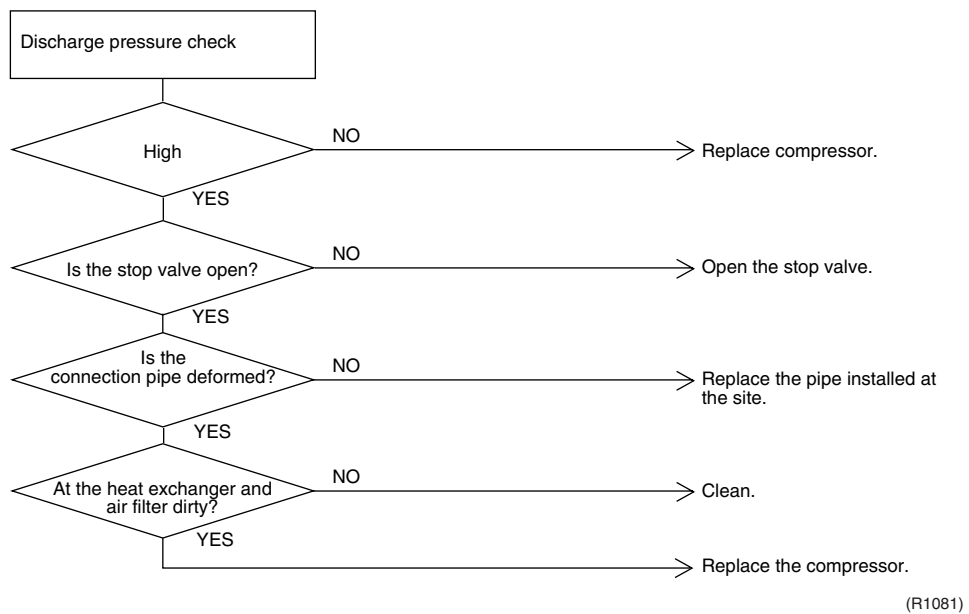 Discharge pressure check
High
NO
Replace compressor.
YES
Is the stop valve open?
NO
Open the stop valve.
YES
Is the
connection pipe deformed?
NO
Replace the pipe installed at
the site.
YES
At the heat exchanger and
air filter dirty?
NO
Clean.
YES
Replace the compressor.
(R1081)